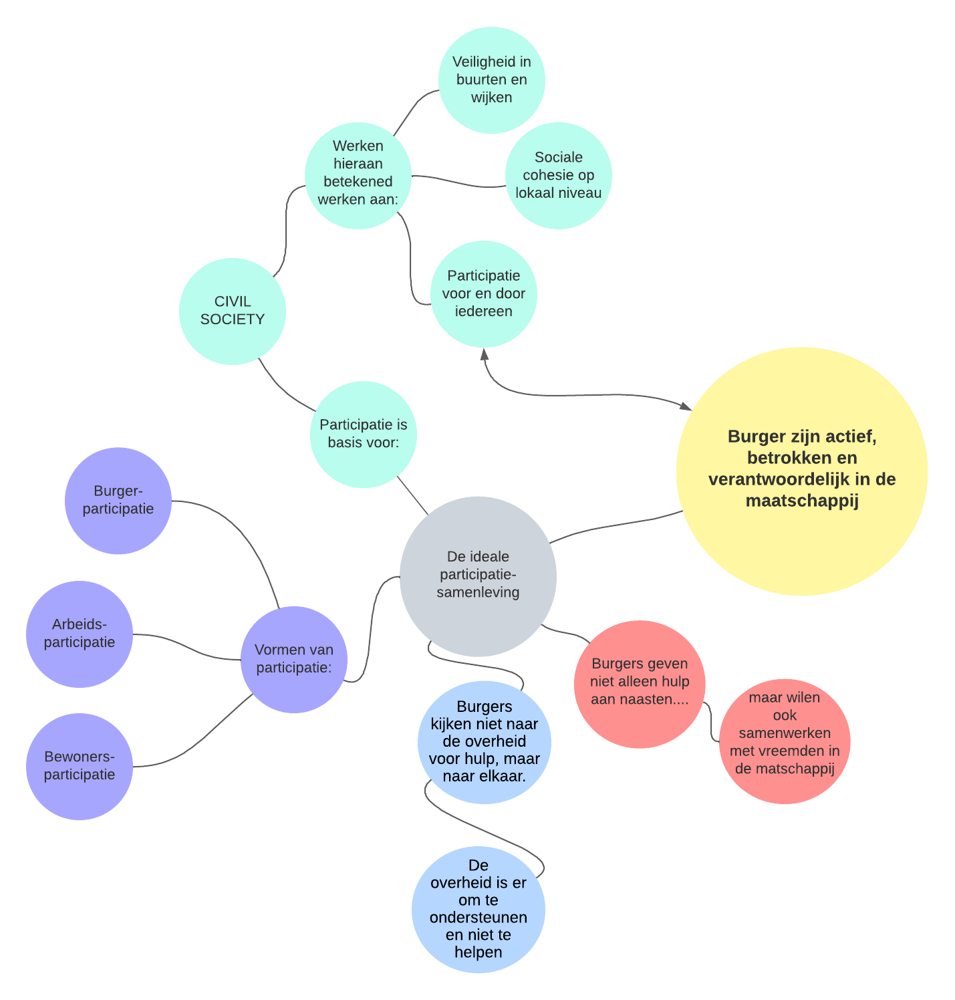 Veiligheid in
buurten en
wijken
Werken
hieraan
betekened
werken aan:
Sociale
cohesie op
lokaal niveau
Participatie
voor en door
iedereen
CIVIL
SOCIETY
Participatie is
basis voor:
Burger zijn actief,
betrokken en
verantwoordelijk in de
maatschappij
Burger-
participatie
De ideale
participatie-
samenleving
Arbeids-
participatie
Vormen van
participatie:
Bewoners-
participatie
Burgers geven
niet alleen hulp
aan naasten....
maar wilen
ook
samenwerken
met vreemden in
de matschappij
Burgers
kijken niet naar
de overheid
voor hulp, maar
naar elkaar.
De
overheid is er
om te
ondersteunen
en niet te
helpen